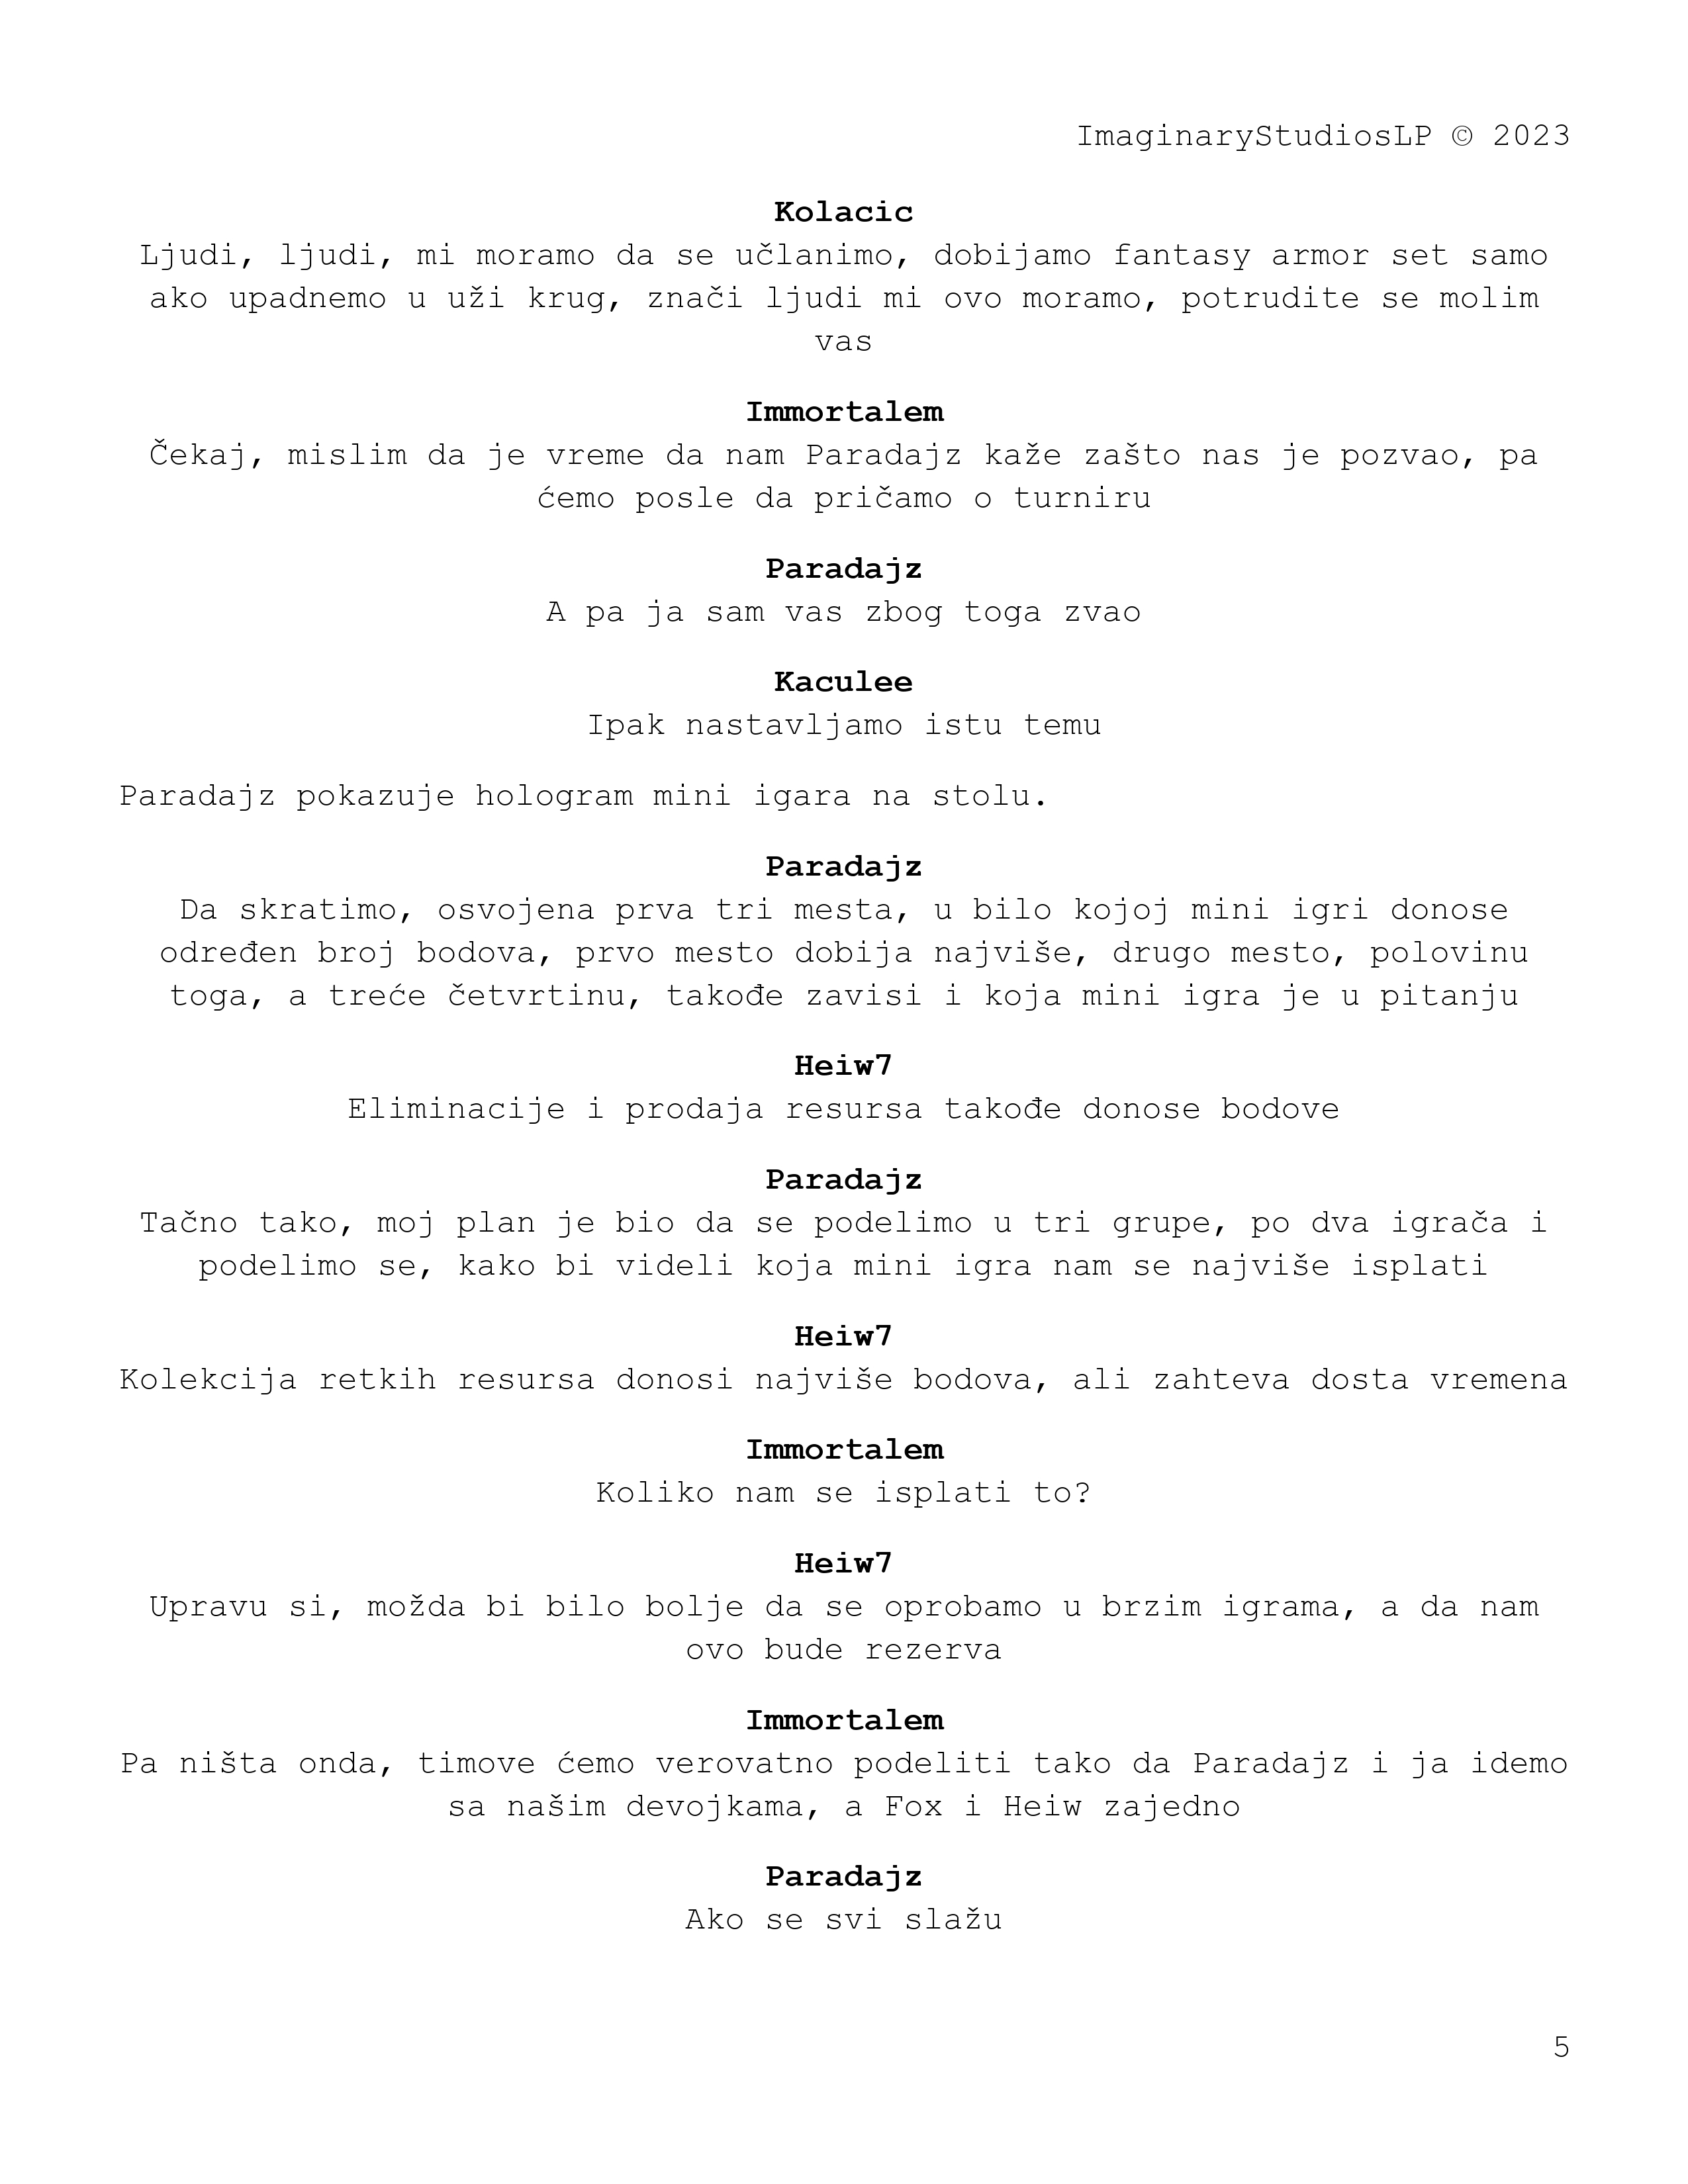 ImaginaryStudiosLP © 2023
Kolacic
Ljudi, ljudi, mi moramo da se učlanimo, dobijamo fantasy armor set samo
ako upadnemo u uži krug, znači ljudi mi ovo moramo, potrudite se molim
vas
Immortalem
Čekaj, mislim da je vreme da nam Paradajz kaže zašto nas je pozvao, pa
ćemo posle da pričamo o turniru
Paradajz
A pa ja sam vas zbog toga zvao
Kaculee
Ipak nastavljamo istu temu
Paradajz pokazuje hologram mini igara na stolu.
Paradajz
Da skratimo, osvojena prva tri mesta, u bilo kojoj mini igri donose
određen broj bodova, prvo mesto dobija najviše, drugo mesto, polovinu
toga, a treće četvrtinu, takođe zavisi i koja mini igra je u pitanju
Heiw7
Eliminacije i prodaja resursa takođe donose bodove
Paradajz
Tačno tako, moj plan je bio da se podelimo u tri grupe, po dva igrača i
podelimo se, kako bi videli koja mini igra nam se najviše isplati
Heiw7
Kolekcija retkih resursa donosi najviše bodova, ali zahteva dosta vremena
Immortalem
Koliko nam se isplati to?
Heiw7
Upravu si, možda bi bilo bolje da se oprobamo u brzim igrama, a da nam
ovo bude rezerva
Immortalem
Pa ništa onda, timove ćemo verovatno podeliti tako da Paradajz i ja idemo
sa našim devojkama, a Fox i Heiw zajedno
Paradajz
Ako se svi slažu
5